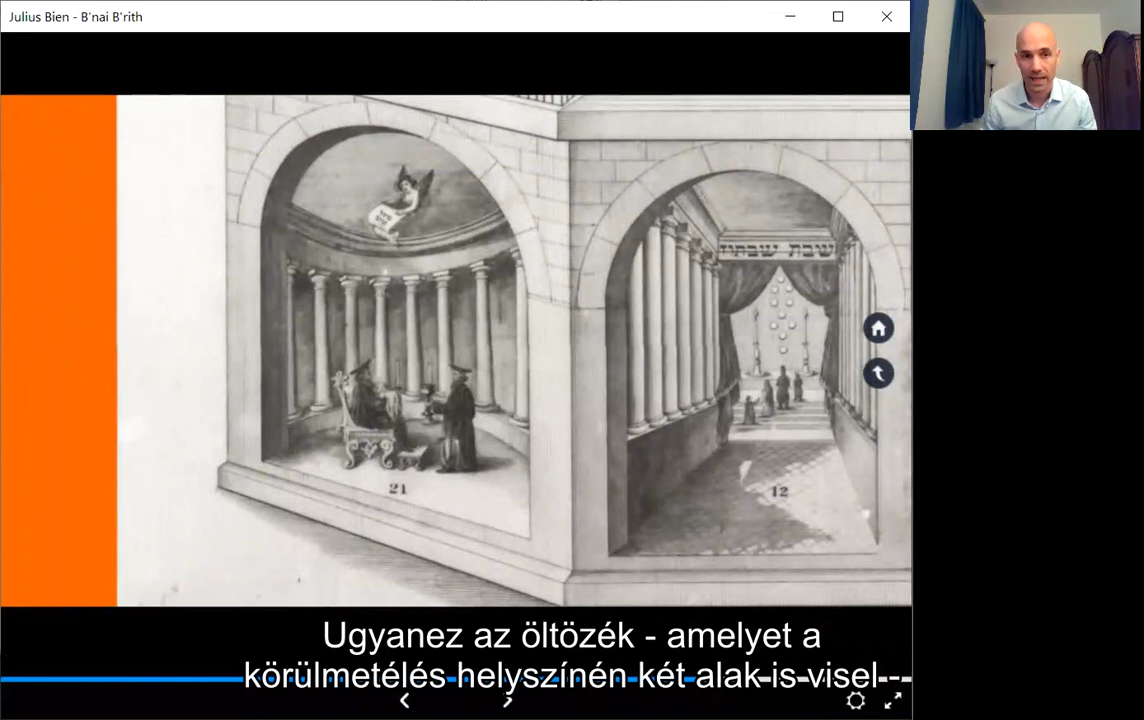 Julius Bien - B'nai B'rith
שבת שבתון
21
12
Ugyanez az öltözék - amelyet a
körülmetélés helyszínén két alak is visel -